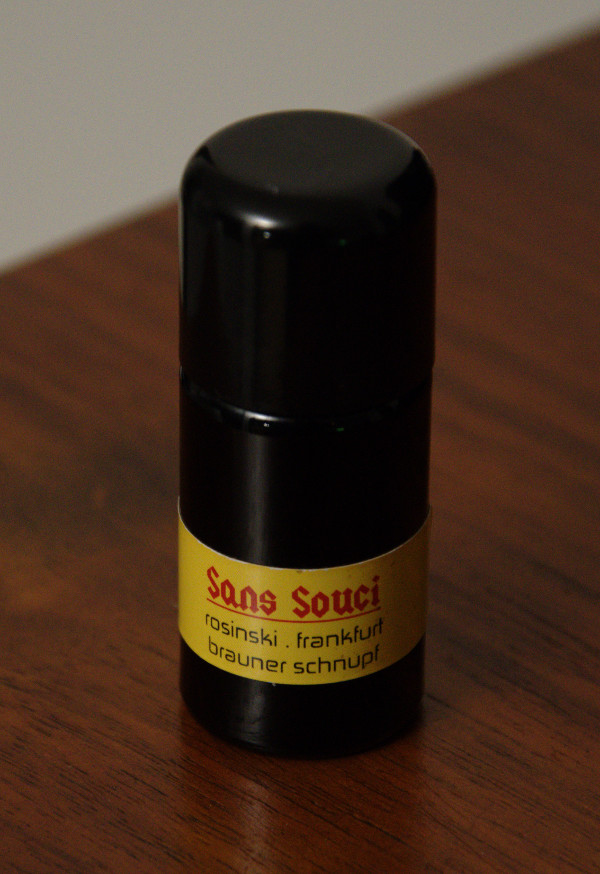 Sans Souci
rosinski . frankfurt
brauner schnupf